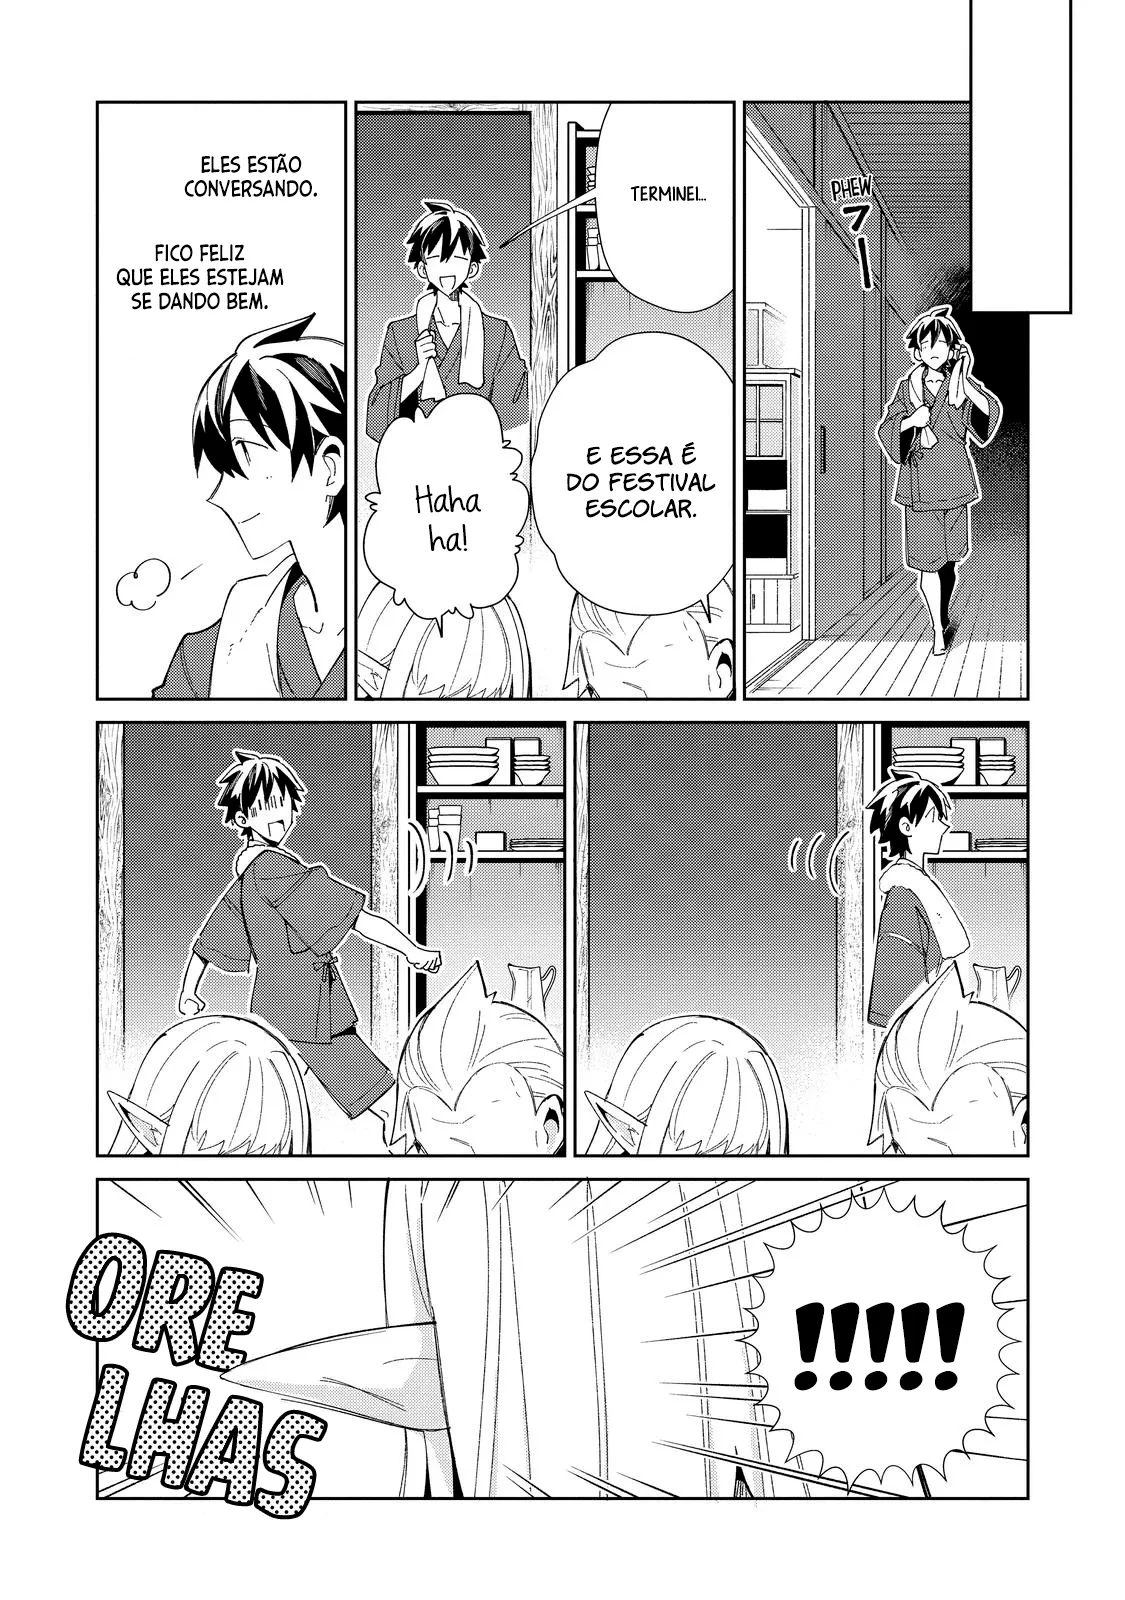 PHEW
フー
TERMINEI...
E ESSA É
DO FESTIVAL
ESCOLAR.
Haha
ha!
ELES ESTÃO
CONVERSANDO.
FICO FELIZ
QUE ELES ESTEJAM
SE DANDO BEM.
!!!!!
ORE
LHAS